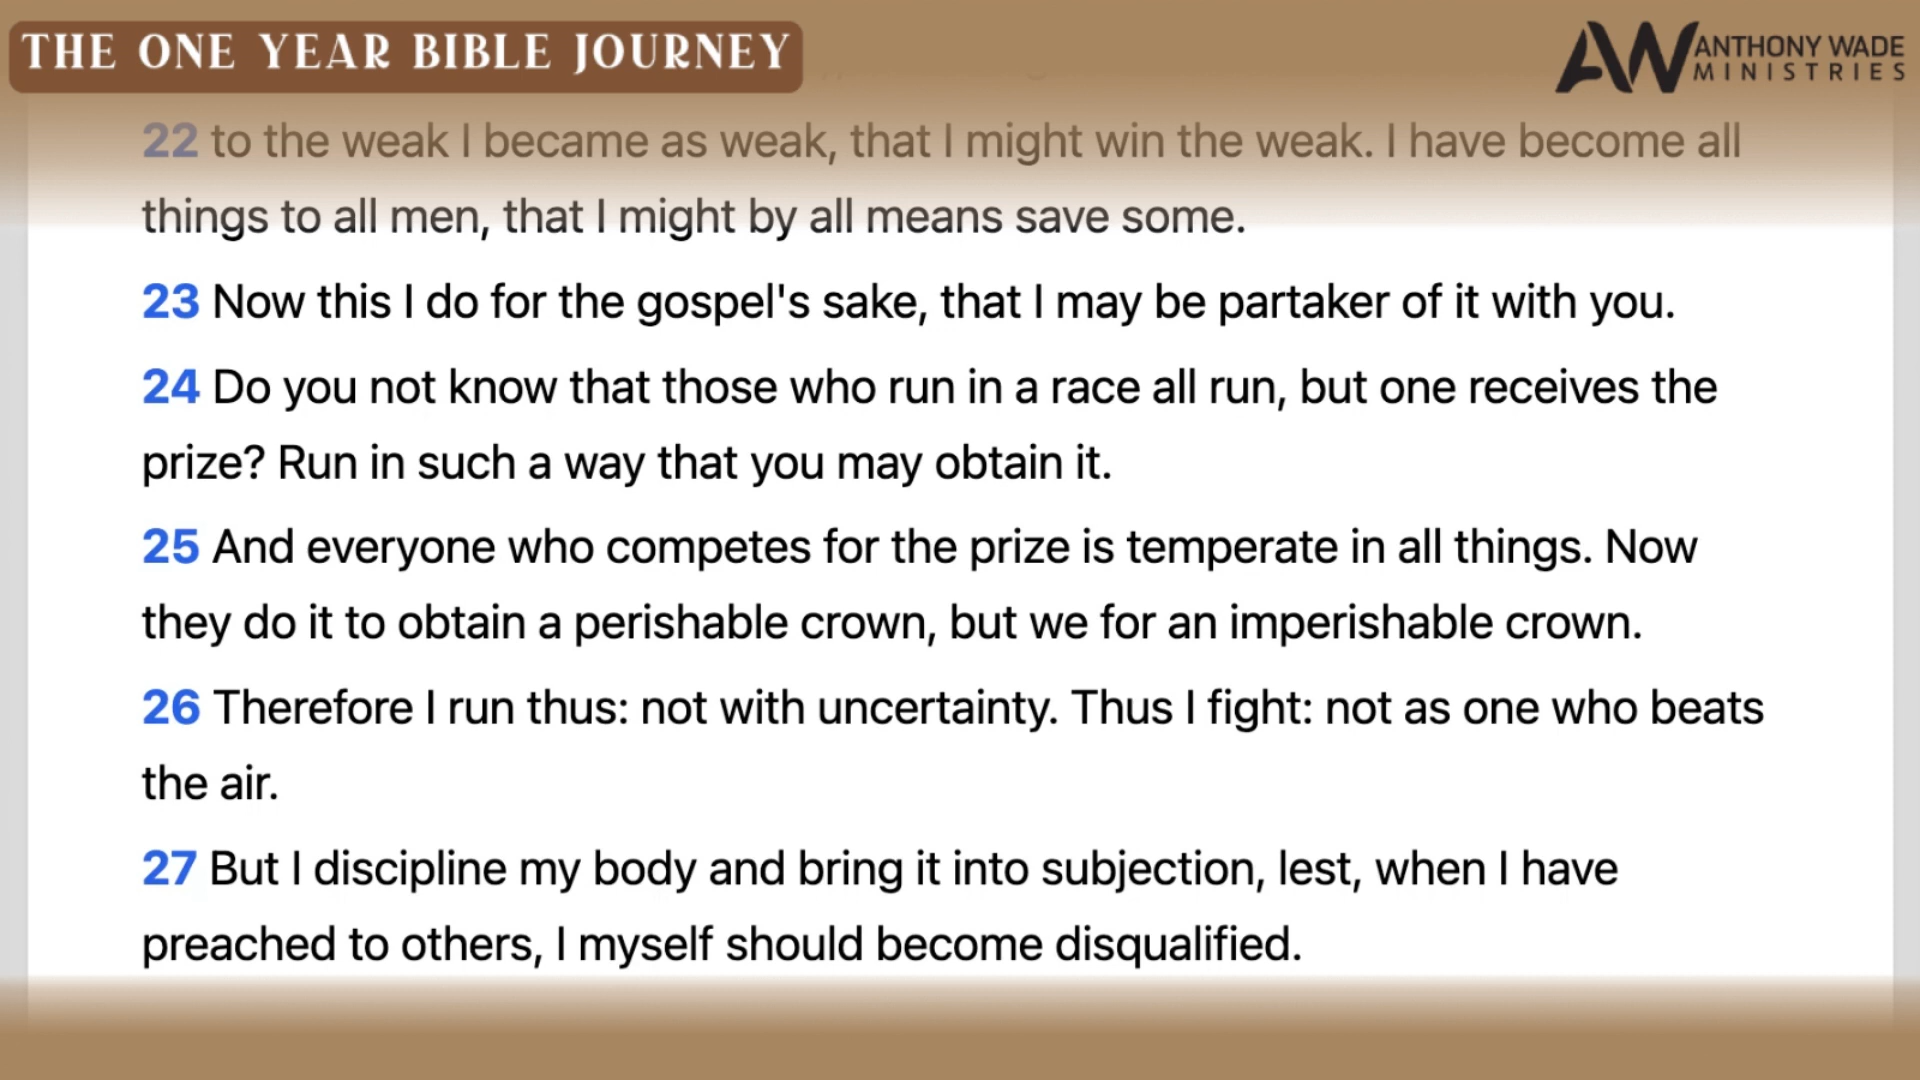 THE ONE YEAR BIBLE JOURNEY
AW ANTHONY WADE
MINISTRIES
22 to the weak I became as weak, that I might win the weak. I have become all
things to all men, that I might by all means save some.
23 Now this I do for the gospel's sake, that I may be partaker of it with you.
24 Do you not know that those who run in a race all run, but one receives the
prize? Run in such a way that you may obtain it.
25 And everyone who competes for the prize is temperate in all things. Now
they do it to obtain a perishable crown, but we for an imperishable crown.
26 Therefore I run thus: not with uncertainty. Thus I fight: not as one who beats
the air.
27 But I discipline my body and bring it into subjection, lest, when I have
preached to others, I myself should become disqualified.